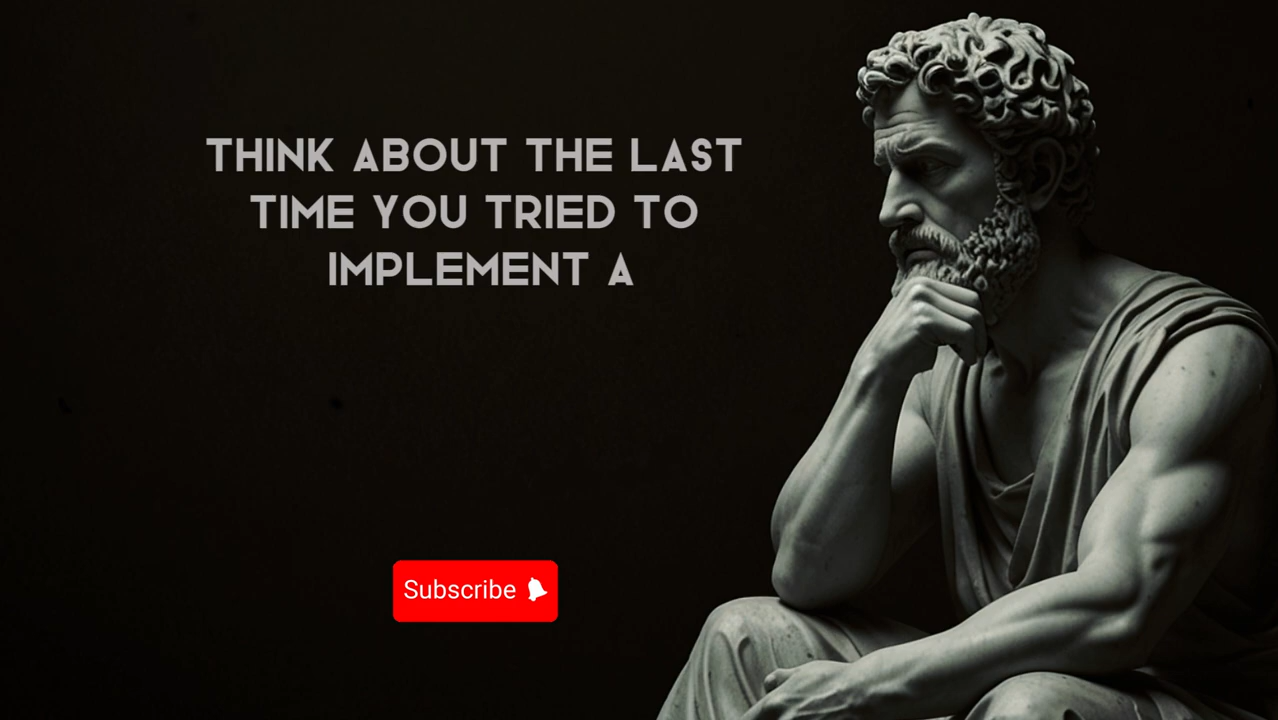 THINK ABOUT THE LAST
TIME YOU TRIED TO
IMPLEMENT A
Subscribe